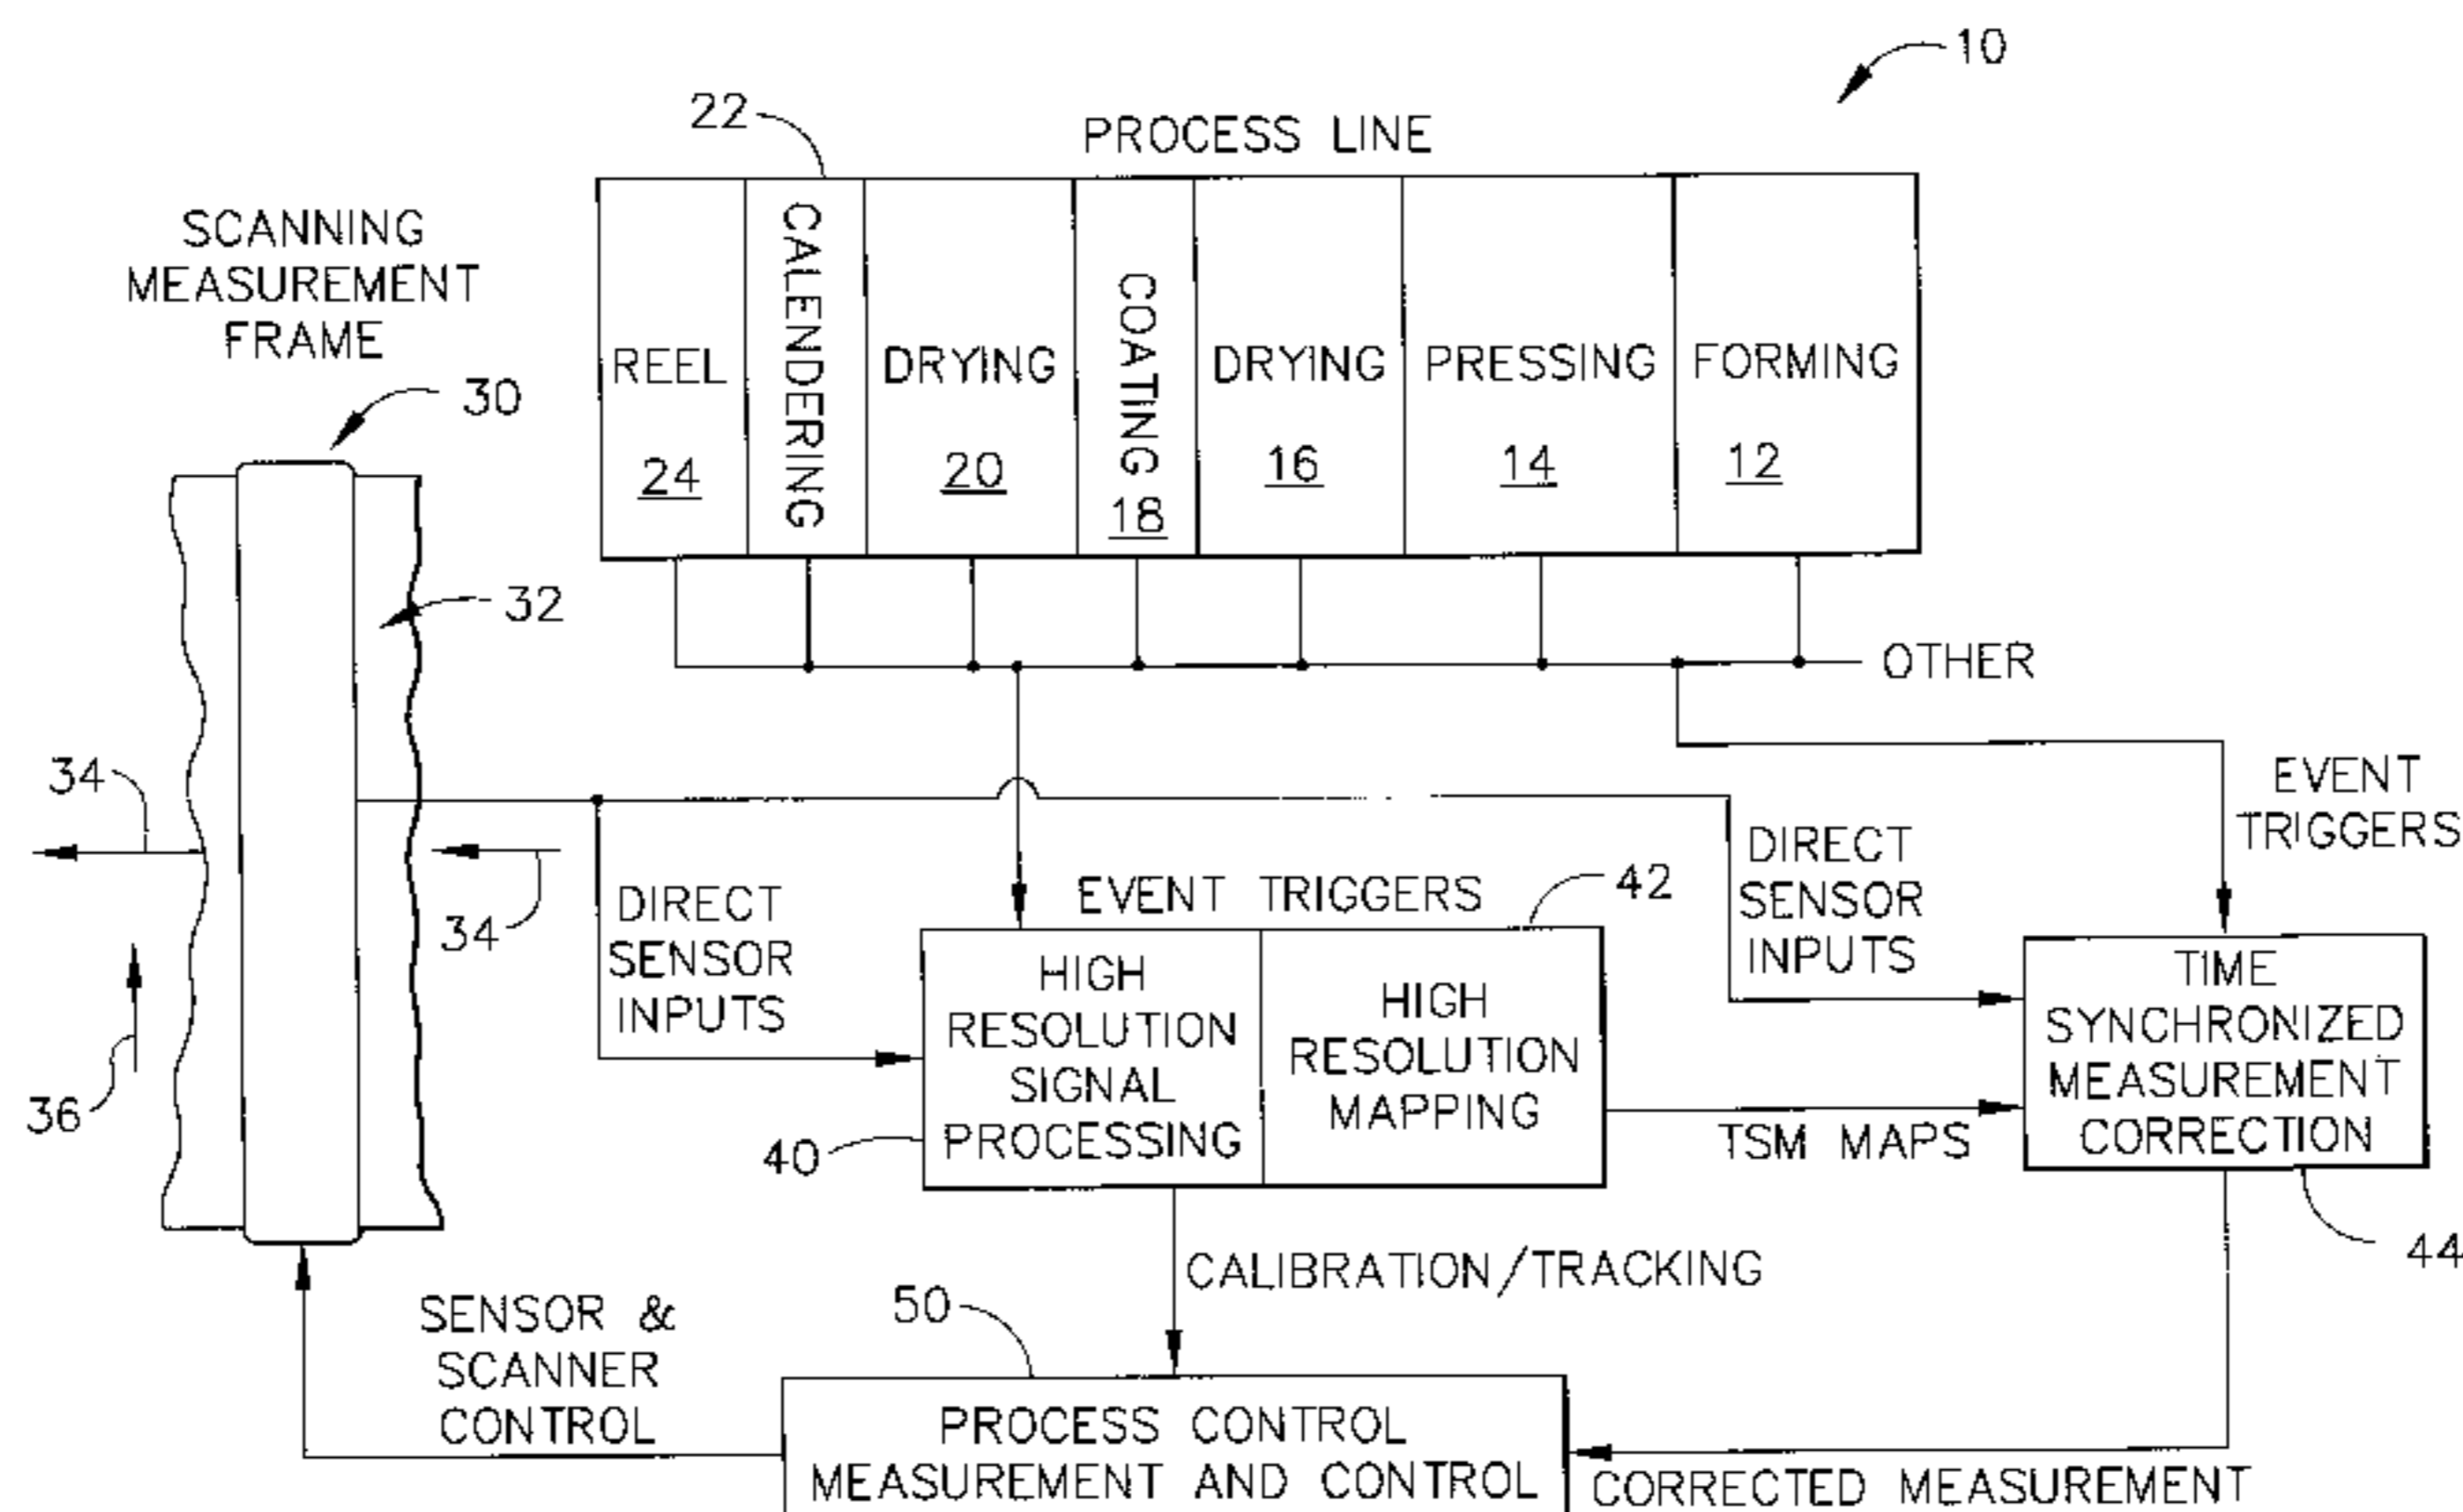 10
22
PROCESS LINE
SCANNING
MEASUREMENT
FRAME
30
REEL
24
CALENDERING
DRYING
20
COATING
18
DRYING
16
PRESSING
14
FORMING
12
32
OTHER
34
34
36
EVENT
TRIGGERS
DIRECT
SENSOR
INPUTS
DIRECT
SENSOR
INPUTS
EVENT TRIGGERS
42
HIGH
RESOLUTION
SIGNAL
PROCESSING
40
HIGH
RESOLUTION
MAPPING
TSM MAPS
TIME
SYNCHRONIZED
MEASUREMENT
CORRECTION
44
CALIBRATION/TRACKING
50
SENSOR &
SCANNER
CONTROL
PROCESS CONTROL
MEASUREMENT AND CONTROL
CORRECTED MEASUREMENT